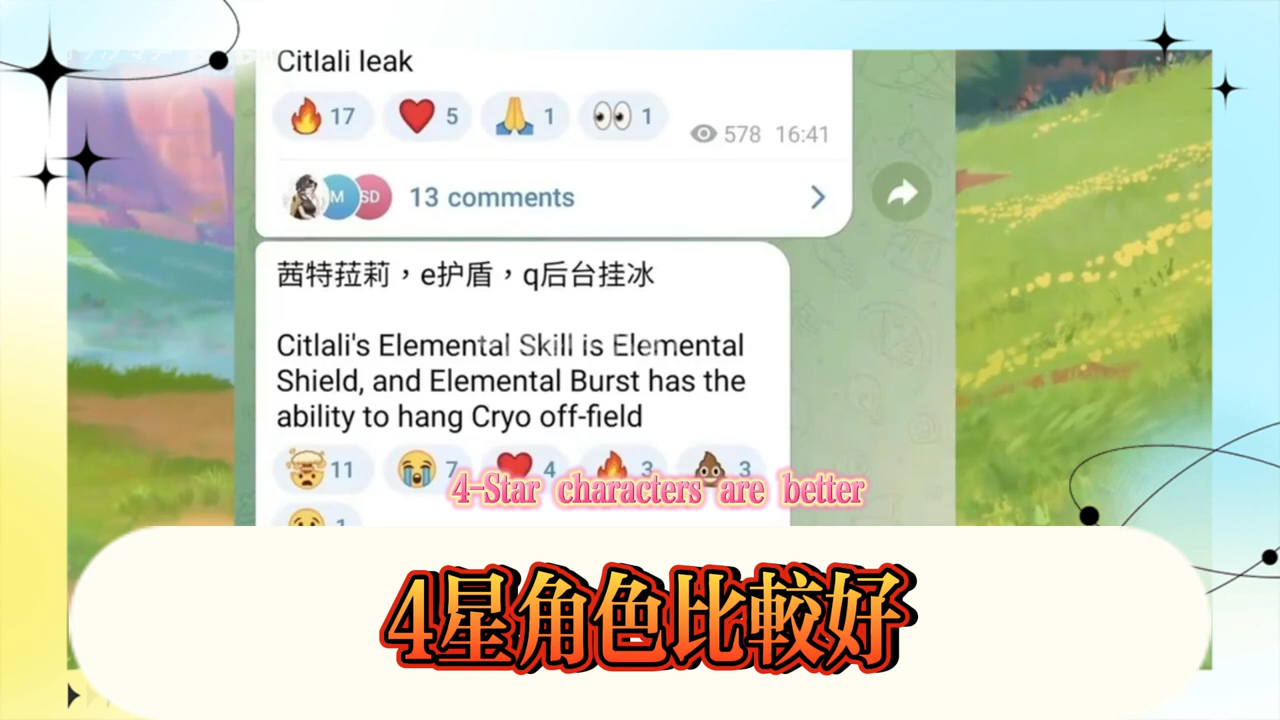 Citlali leak
17 5 1 1
578 16:41
M SD 13 comments
茜特菈莉，e护盾，q后台挂冰
Citlali's Elemental Skill is Elemental
Shield, and Elemental Burst has the
ability to hang Cryo off-field
11 7 4 3 3
1
4-Star characters are better
4星角色比較好